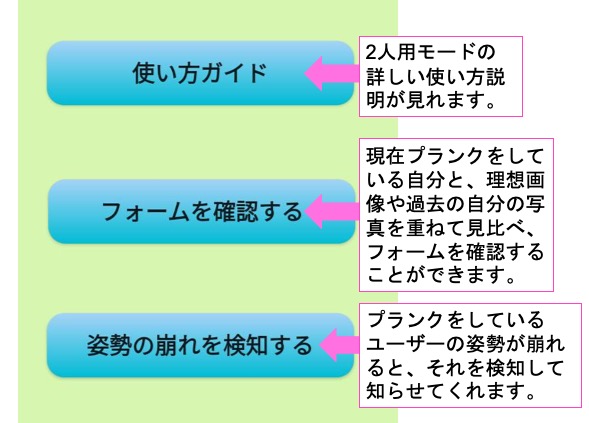 使い方ガイド
2人用モードの
詳しい使い方説
明が見れます。
フォームを確認する
現在プランクをして
いる自分と、理想画
像や過去の自分の写
真を重ねて見比べ、
フォームを確認する
ことができます。
姿勢の崩れを検知する
プランクをしている
ユーザーの姿勢が崩れ
ると、それを検知して
知らせてくれます。